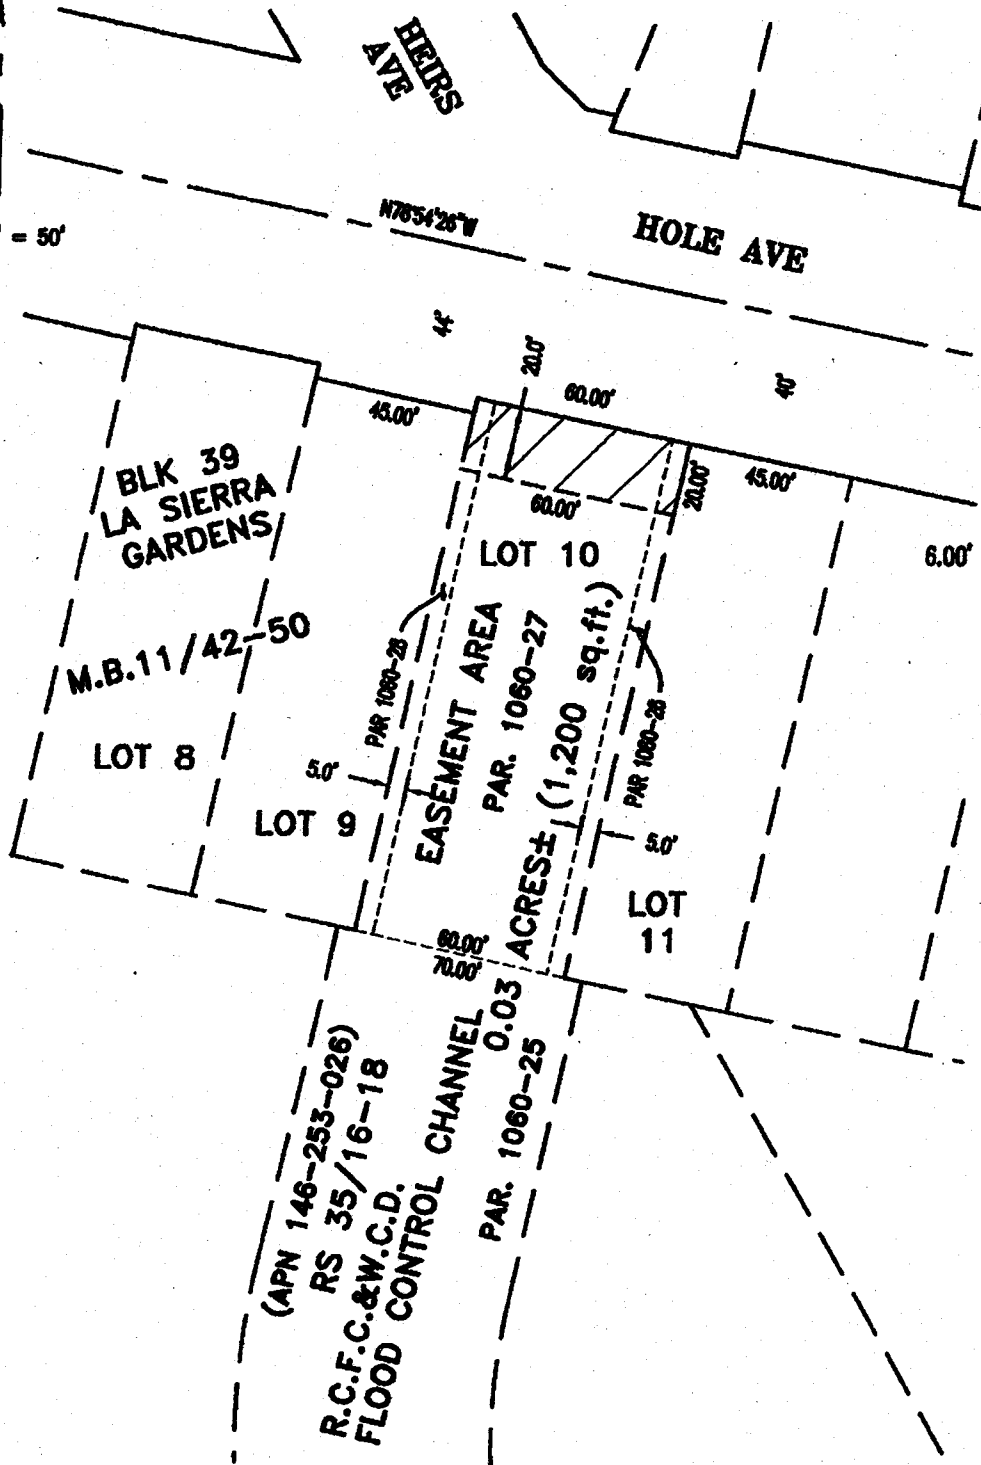 HEIRS
AVE
= 50'
N78°54'26"W
HOLE AVE
44'
20.0'
60.00'
40'
45.00'
20.00'
45.00'
60.00'
6.00'
BLK 39
LA SIERRA
GARDENS
M.B.11/42-50
LOT 8
LOT 9
LOT 10
EASEMENT AREA
PAR. 1060-27
0.03 ACRES± (1,200 sq.ft.)
PAR 1060-26
PAR 1060-26
5.0'
5.0'
LOT
11
60.00'
70.00'
(APN 146-253-026)
RS 35/16-18
R.C.F.C.&W.C.D.
FLOOD CONTROL CHANNEL
PAR. 1060-25